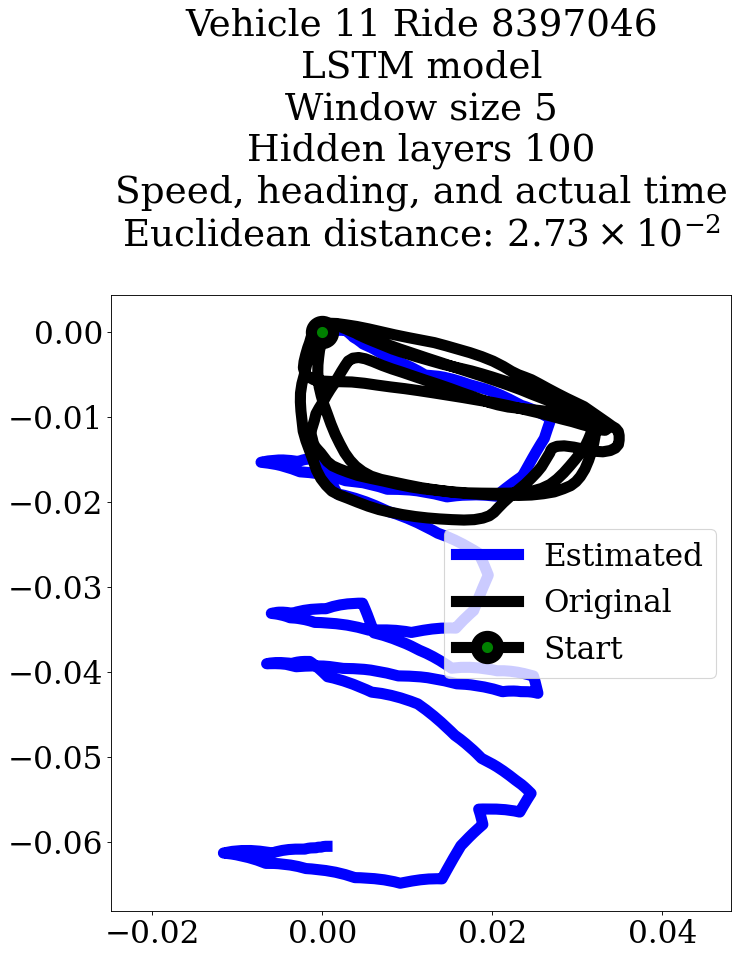 Vehicle 11 Ride 8397046
LSTM model
Window size 5
Hidden layers 100
Speed, heading, and actual time
Euclidean distance: 2.73 × 10⁻²
0.00
−0.01
−0.02
−0.03
−0.04
−0.05
−0.06
Estimated
Original
Start
−0.02 0.00 0.02 0.04